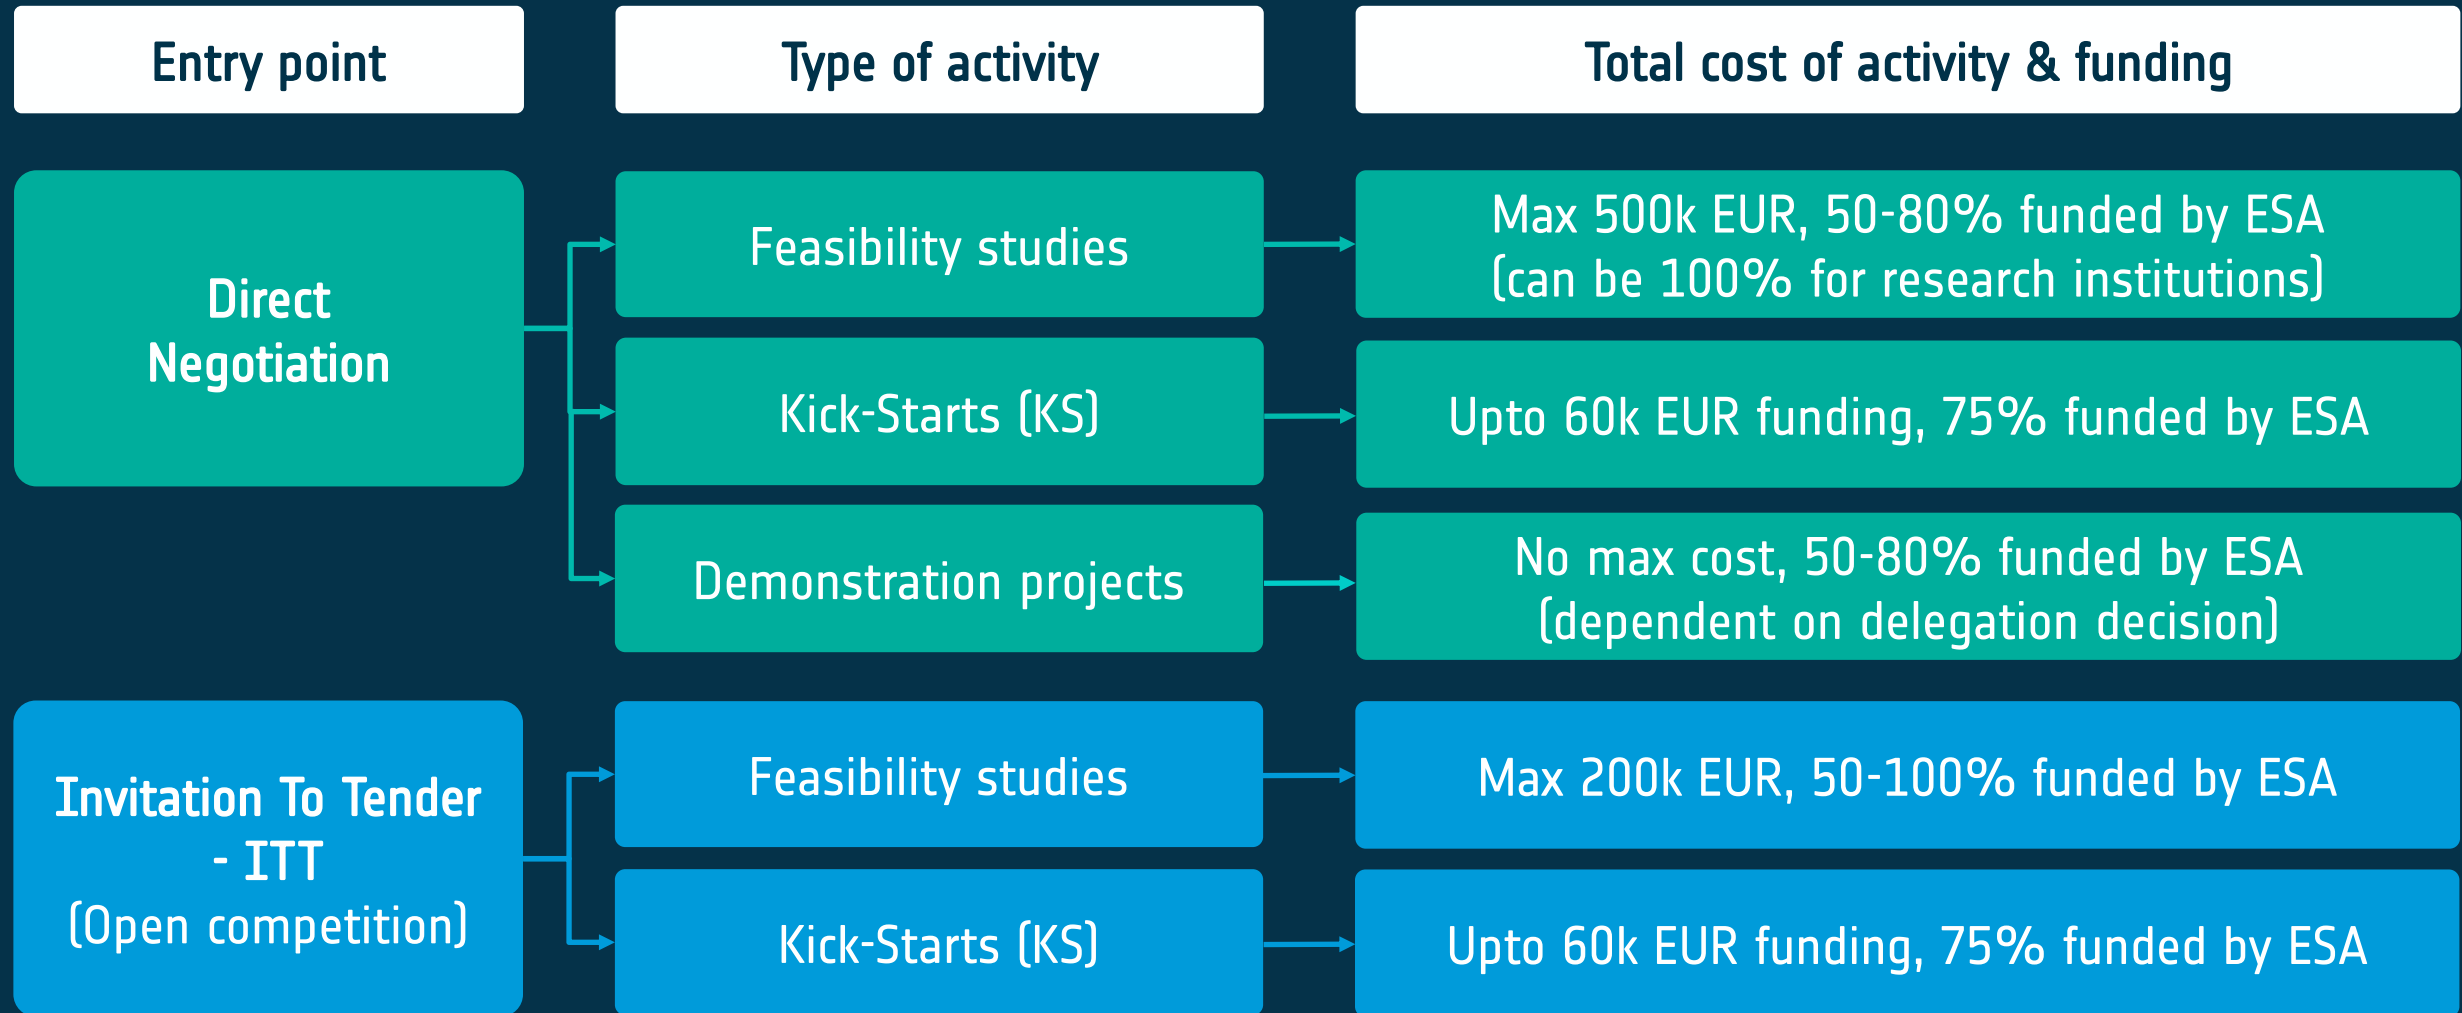 Entry point
Type of activity
Total cost of activity & funding
Direct
Negotiation
Feasibility studies
Max 500k EUR, 50-80% funded by ESA
(can be 100% for research institutions)
Kick-Starts (KS)
Upto 60k EUR funding, 75% funded by ESA
Demonstration projects
No max cost, 50-80% funded by ESA
(dependent on delegation decision)
Invitation To Tender
- ITT
(Open competition)
Feasibility studies
Max 200k EUR, 50-100% funded by ESA
Kick-Starts (KS)
Upto 60k EUR funding, 75% funded by ESA